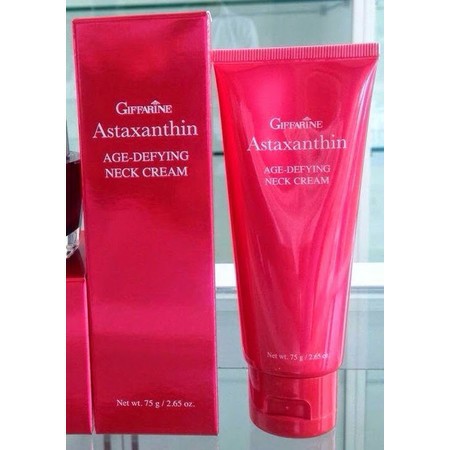 GIFFARINE
Astaxanthin
AGE-DEFYING
NECK CREAM
Net wt. 75 g / 2.65 oz.
GIFFARINE
Astaxanthin
AGE-DEFYING
NECK CREAM
Net wt. 75 g / 2.65 oz.